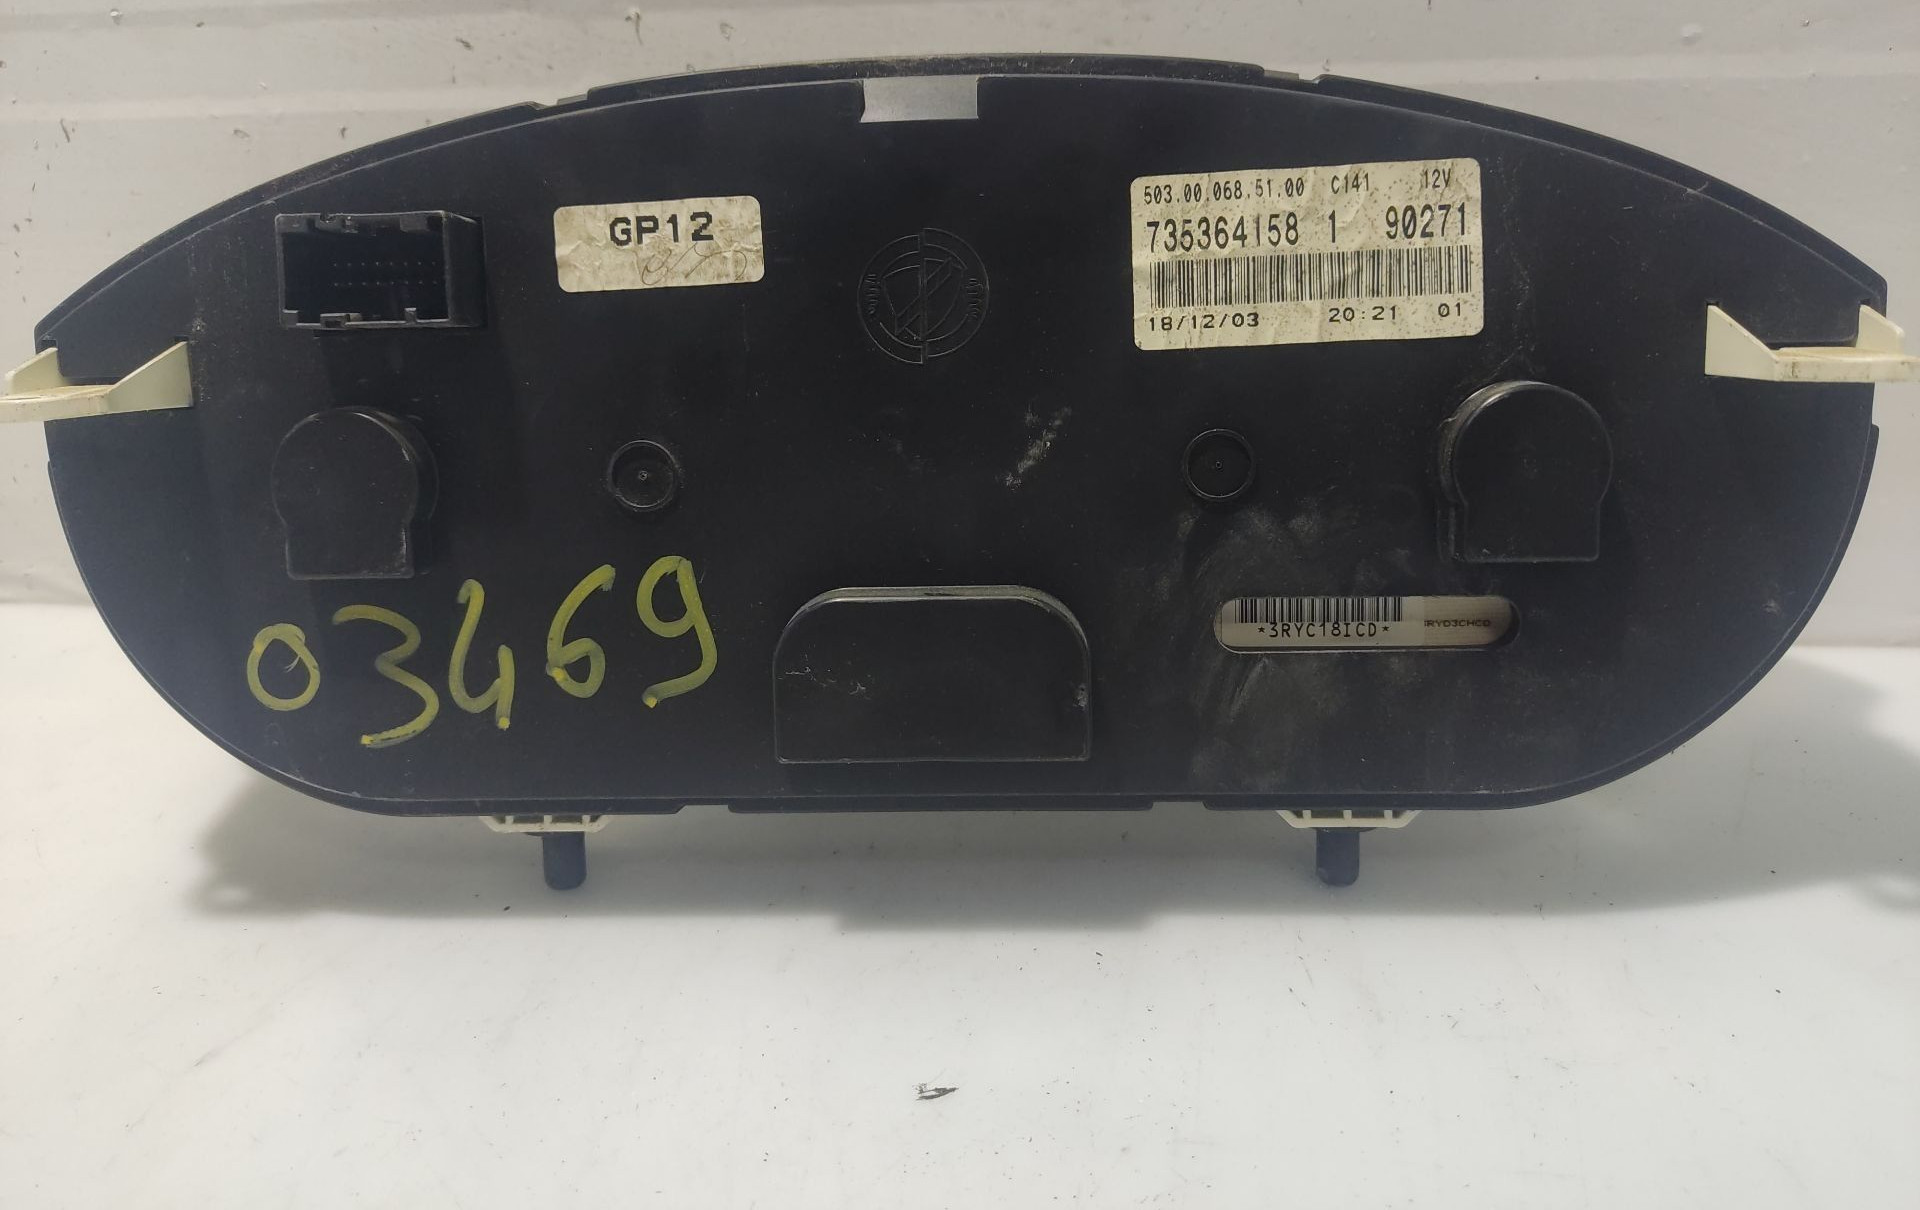 GP12
503.00.068.51.00 C141 12V
735364158 1 90271
18/12/03 20:21 01
03469
*3RYC18ICD*